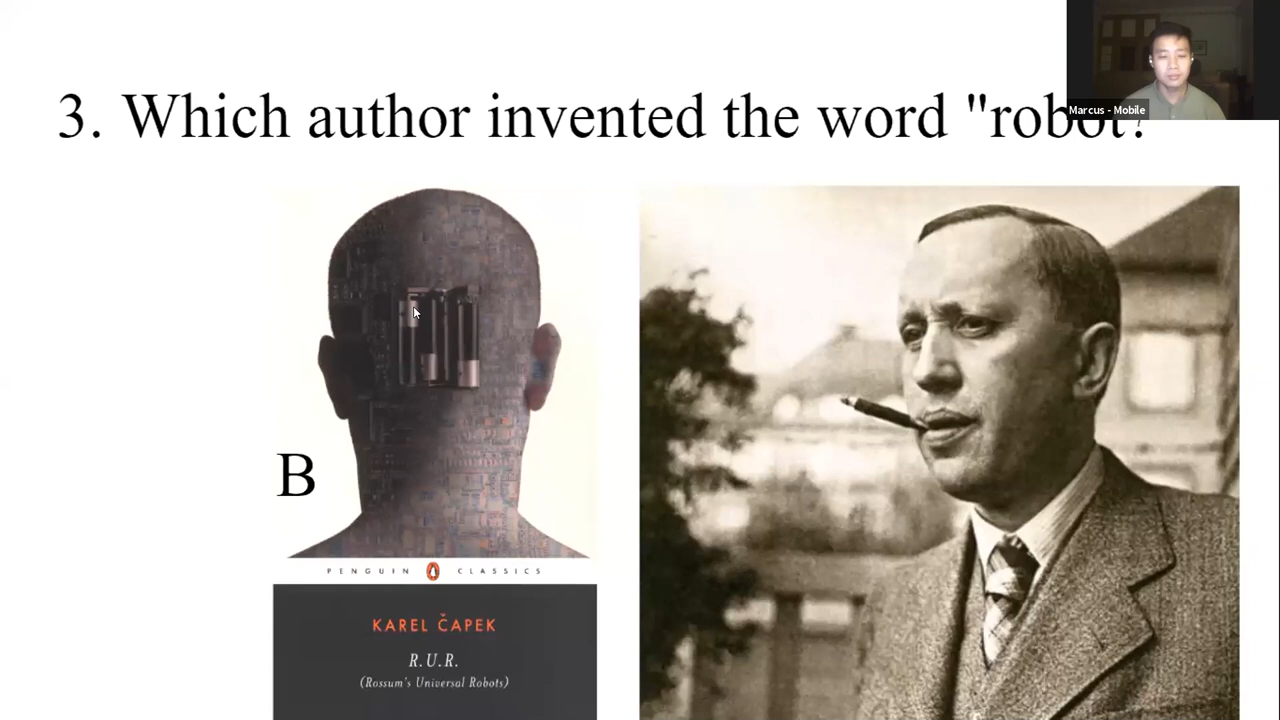 3. Which author invented the word "robot?
Marcus - Mobile
B
PENGUIN CLASSICS
KAREL ČAPEK
R.U.R.
(Rossum's Universal Robots)